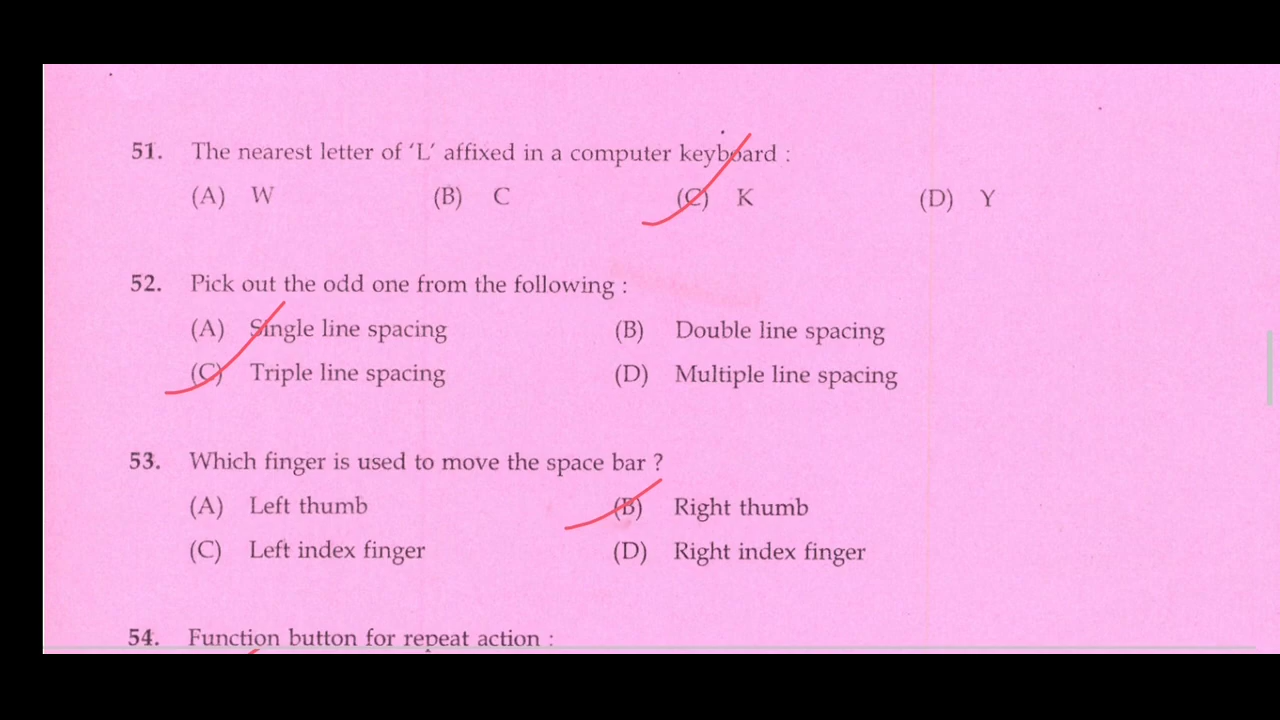 51. The nearest letter of 'L' affixed in a computer keyboard :
(A) W (B) C (C) K (D) Y
52. Pick out the odd one from the following :
(A) Single line spacing (B) Double line spacing
(C) Triple line spacing (D) Multiple line spacing
53. Which finger is used to move the space bar ?
(A) Left thumb (B) Right thumb
(C) Left index finger (D) Right index finger
54. Function button for repeat action :